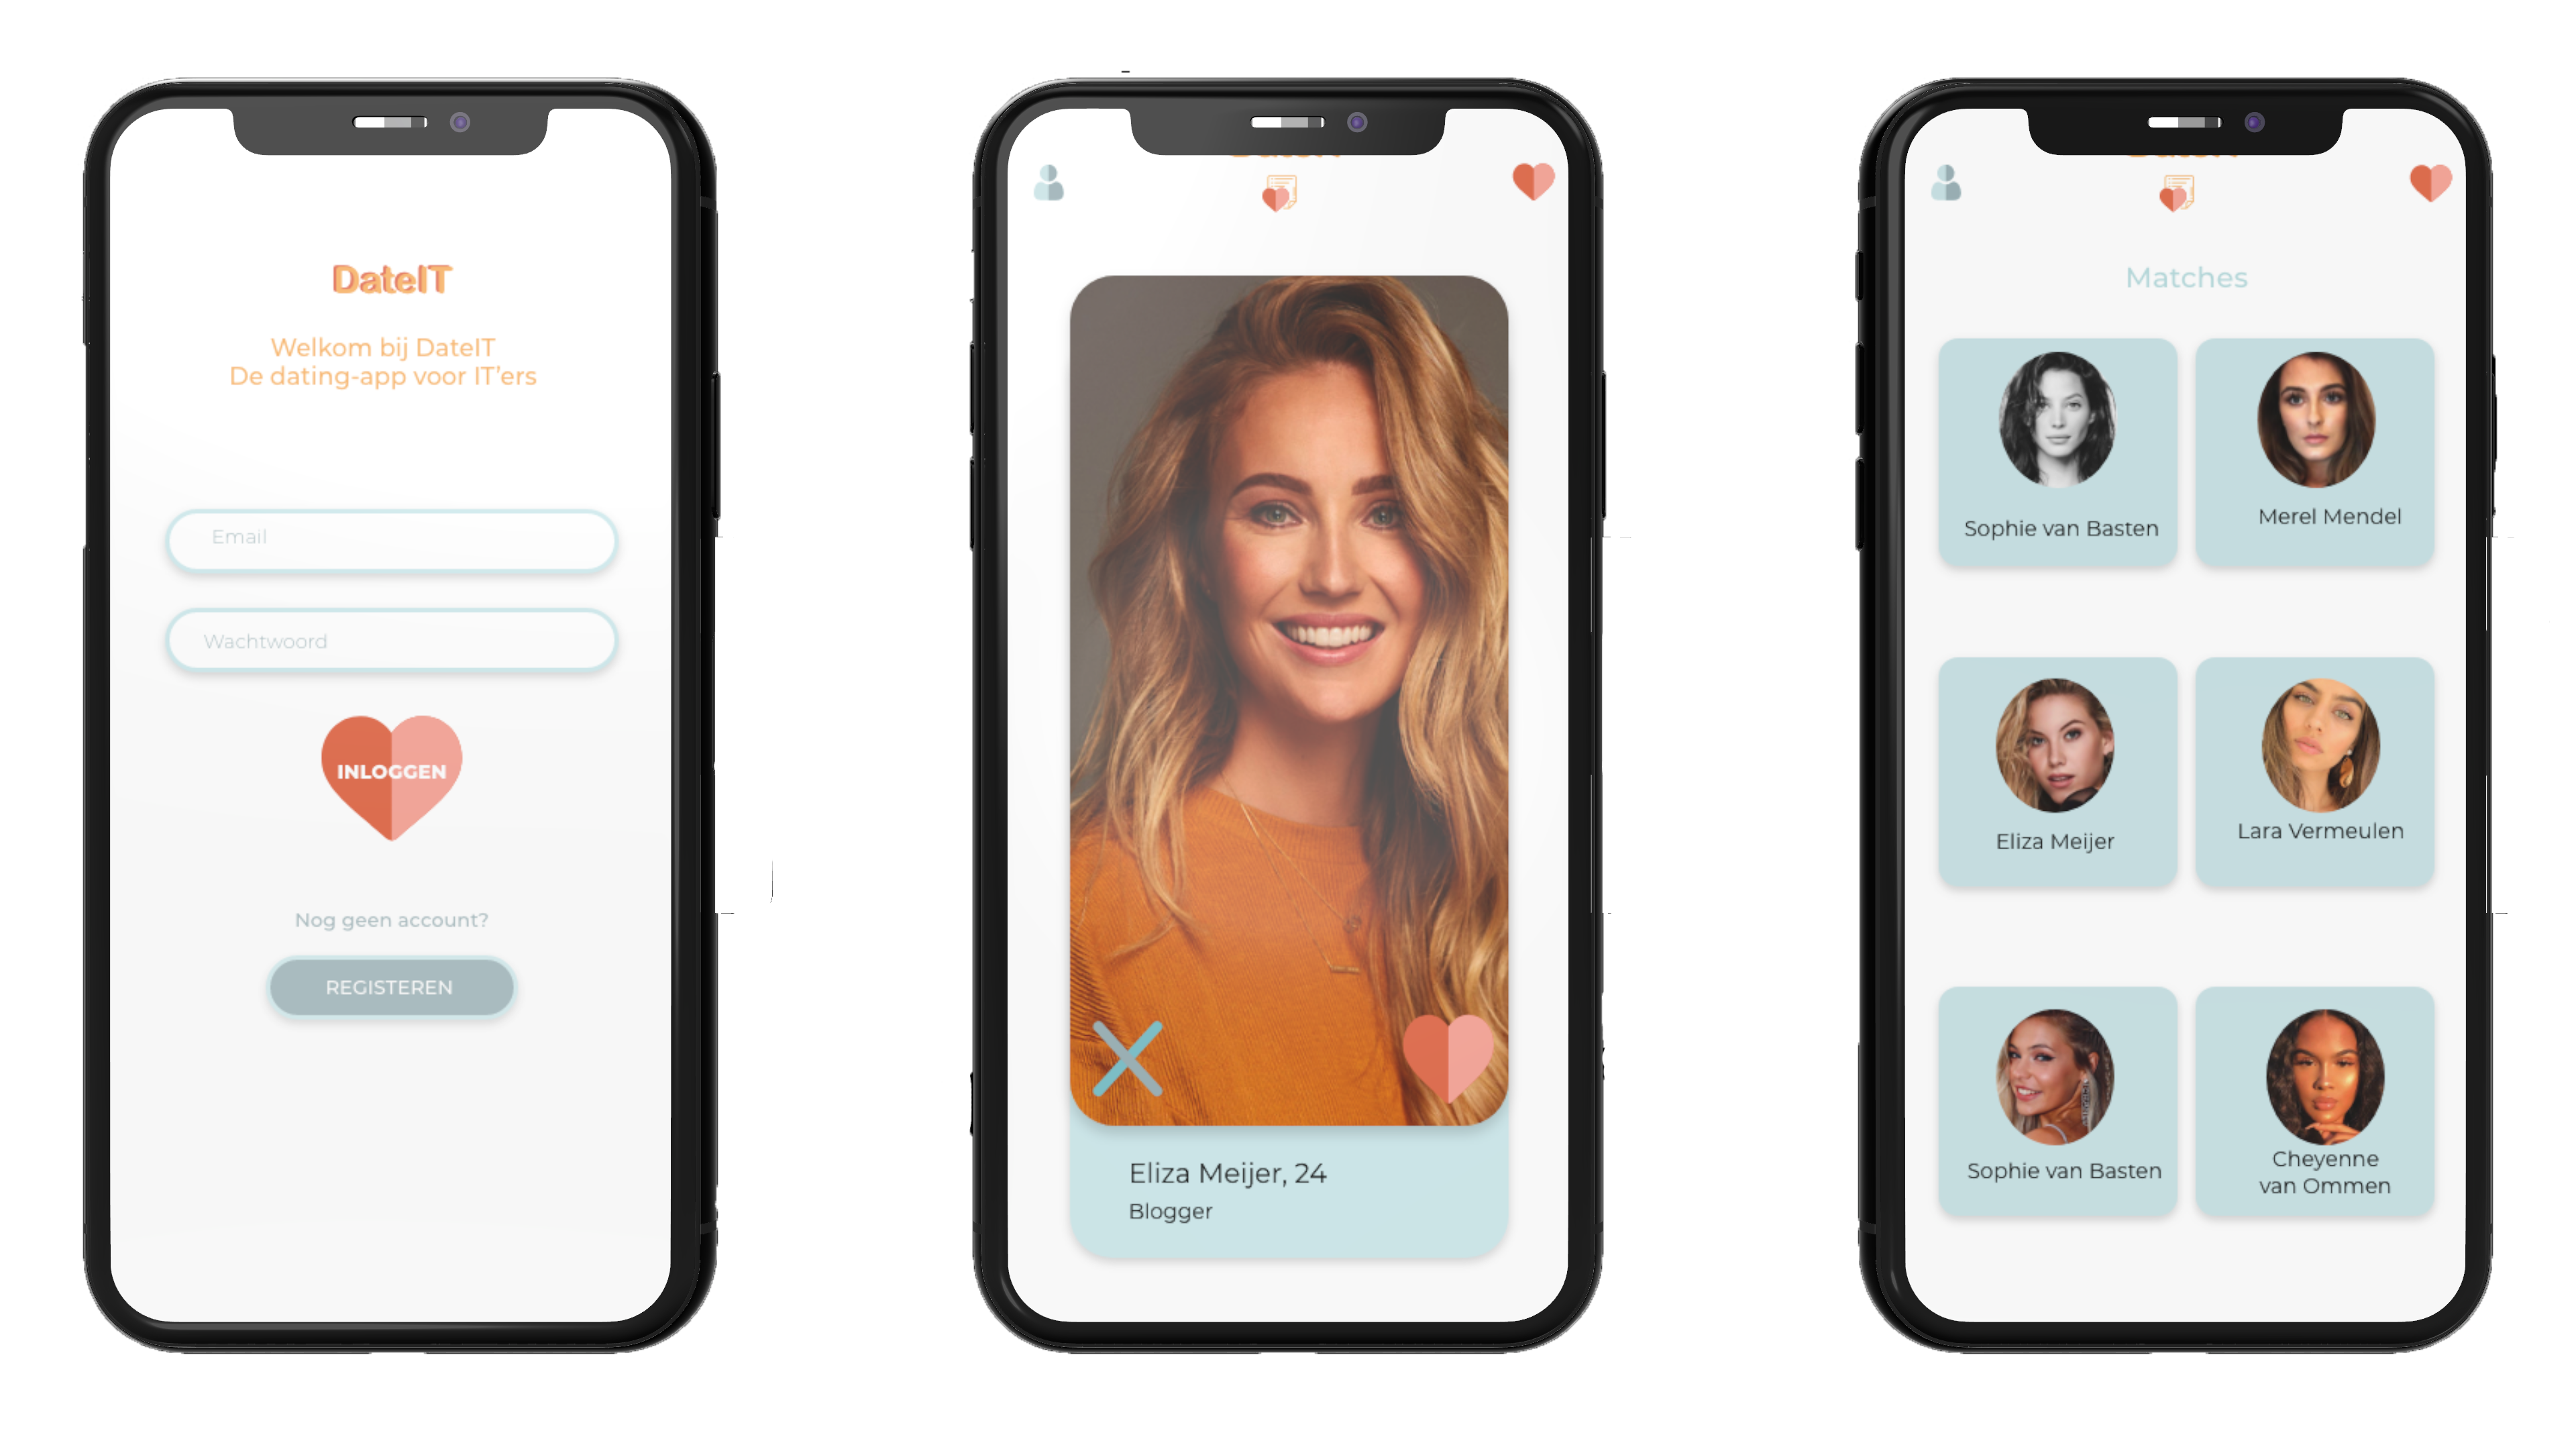 DateIT
Welkom bij DateIT
De dating-app voor IT'ers
Email
Wachtwoord
INLOGGEN
Nog geen account?
REGISTEREN
Eliza Meijer, 24
Blogger
Matches
Sophie van Basten
Merel Mendel
Eliza Meijer
Lara Vermeulen
Sophie van Basten
Cheyenne
van Ommen